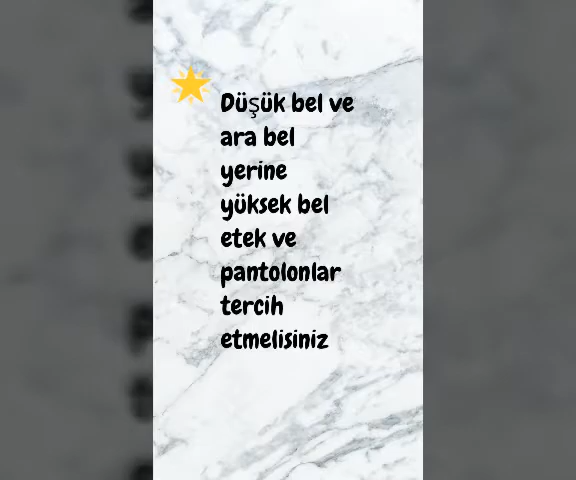 Düşük bel ve
ara bel
yerine
yüksek bel
etek ve
pantolonlar
tercih
etmelisiniz